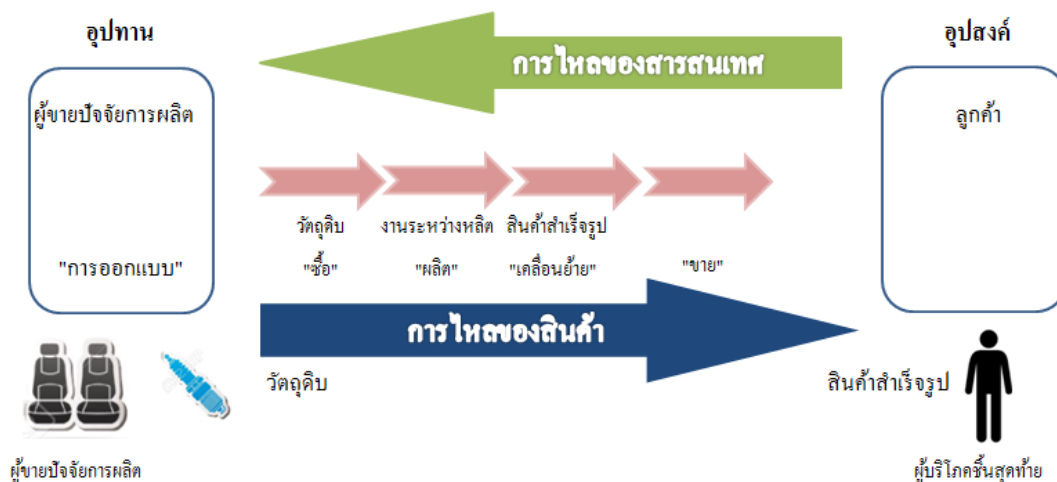 อุปทาน
อุปสงค์
การไหลของสารสนเทศ
ผู้ขายปัจจัยการผลิต
ลูกค้า
วัตถุดิบ
งานระหว่างหลิต
สินค้าสำเร็จรูป
"การออกแบบ"
"ซื้อ"
"ผลิต"
"เคลื่อนย้าย"
"ขาย"
การไหลของสินค้า
วัตถุดิบ
สินค้าสำเร็จรูป
ผู้ขายปัจจัยการผลิต
ผู้บริโภคชิ้นสุดท้าย